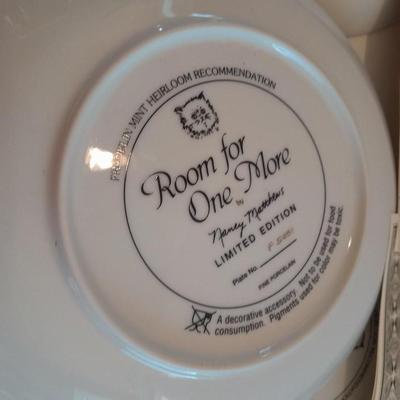 FRANKLIN MINT HEIRLOOM RECOMMENDATION
Room for
One More
by
Nancy Matthews
LIMITED EDITION
Plate No.
FINE PORCELAIN
A decorative accessory. Not to be used for food
consumption. Pigments used for color may be toxic.